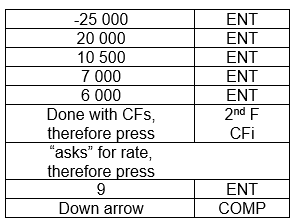 -25 000 ENT
20 000 ENT
10 500 ENT
7 000 ENT
6 000 ENT
Done with CFs, 2nd F
therefore press CFi
“asks” for rate,
therefore press
9 ENT
Down arrow COMP